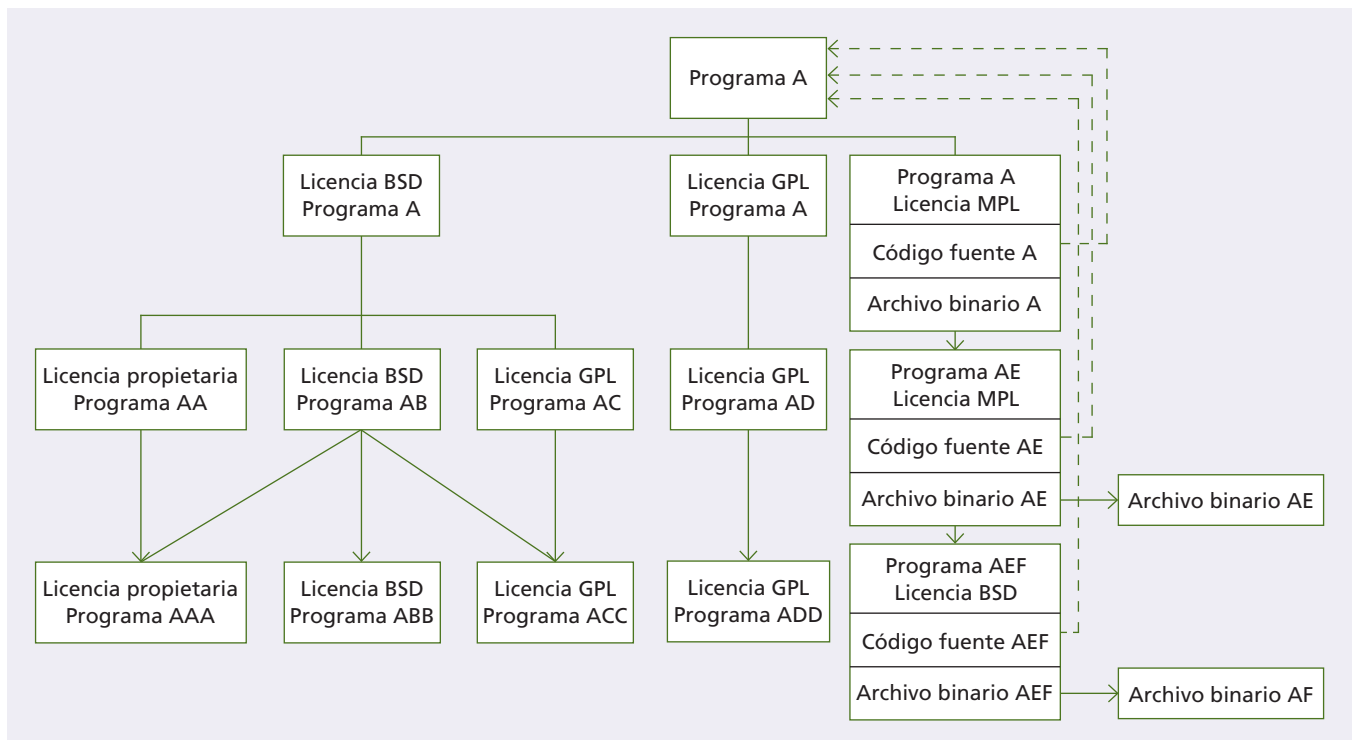 Programa A
Licencia BSD
Programa A
Licencia GPL
Programa A
Programa A
Licencia MPL
Código fuente A
Archivo binario A
Licencia propietaria
Programa AA
Licencia BSD
Programa AB
Licencia GPL
Programa AC
Licencia GPL
Programa AD
Programa AE
Licencia MPL
Código fuente AE
Archivo binario AE
Archivo binario AE
Licencia propietaria
Programa AAA
Licencia BSD
Programa ABB
Licencia GPL
Programa ACC
Licencia GPL
Programa ADD
Programa AEF
Licencia BSD
Código fuente AEF
Archivo binario AEF
Archivo binario AF